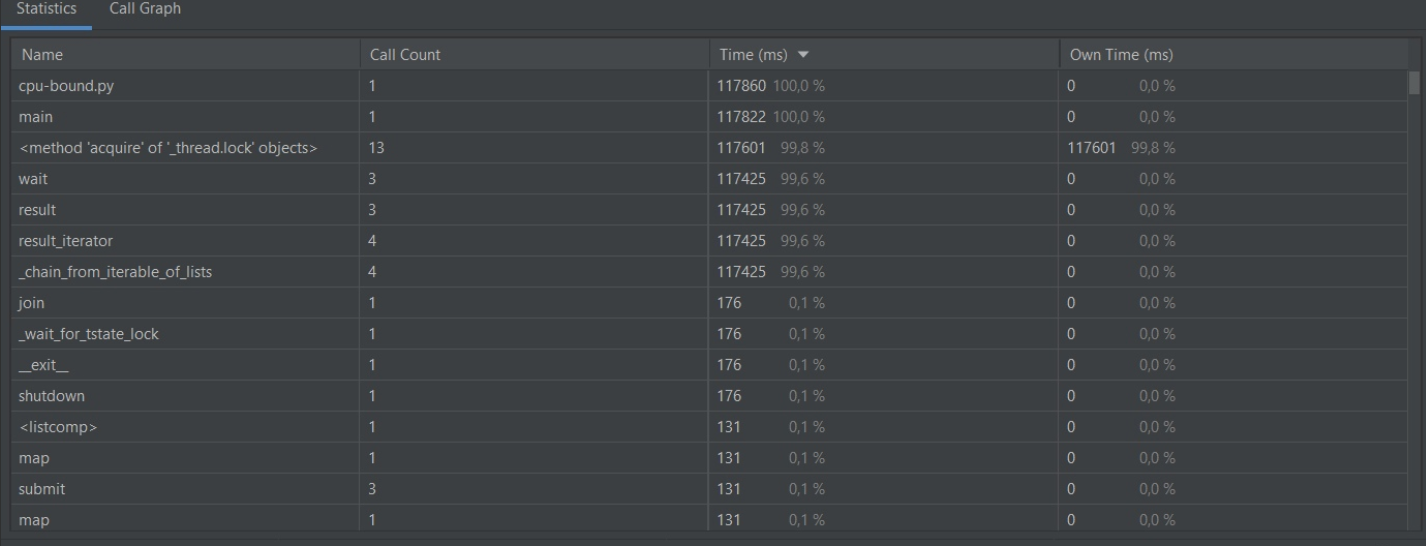 Statistics Call Graph
Name Call Count Time (ms) Own Time (ms)
cpu-bound.py 1 117860 100,0 % 0 0,0 %
main 1 117822 100,0 % 0 0,0 %
<method 'acquire' of '_thread.lock' objects> 13 117601 99,8 % 117601 99,8 %
wait 3 117425 99,6 % 0 0,0 %
result 3 117425 99,6 % 0 0,0 %
result_iterator 4 117425 99,6 % 0 0,0 %
_chain_from_iterable_of_lists 4 117425 99,6 % 0 0,0 %
join 1 176 0,1 % 0 0,0 %
_wait_for_tstate_lock 1 176 0,1 % 0 0,0 %
__exit__ 1 176 0,1 % 0 0,0 %
shutdown 1 176 0,1 % 0 0,0 %
<listcomp> 1 131 0,1 % 0 0,0 %
map 1 131 0,1 % 0 0,0 %
submit 3 131 0,1 % 0 0,0 %
map 1 131 0,1 % 0 0,0 %